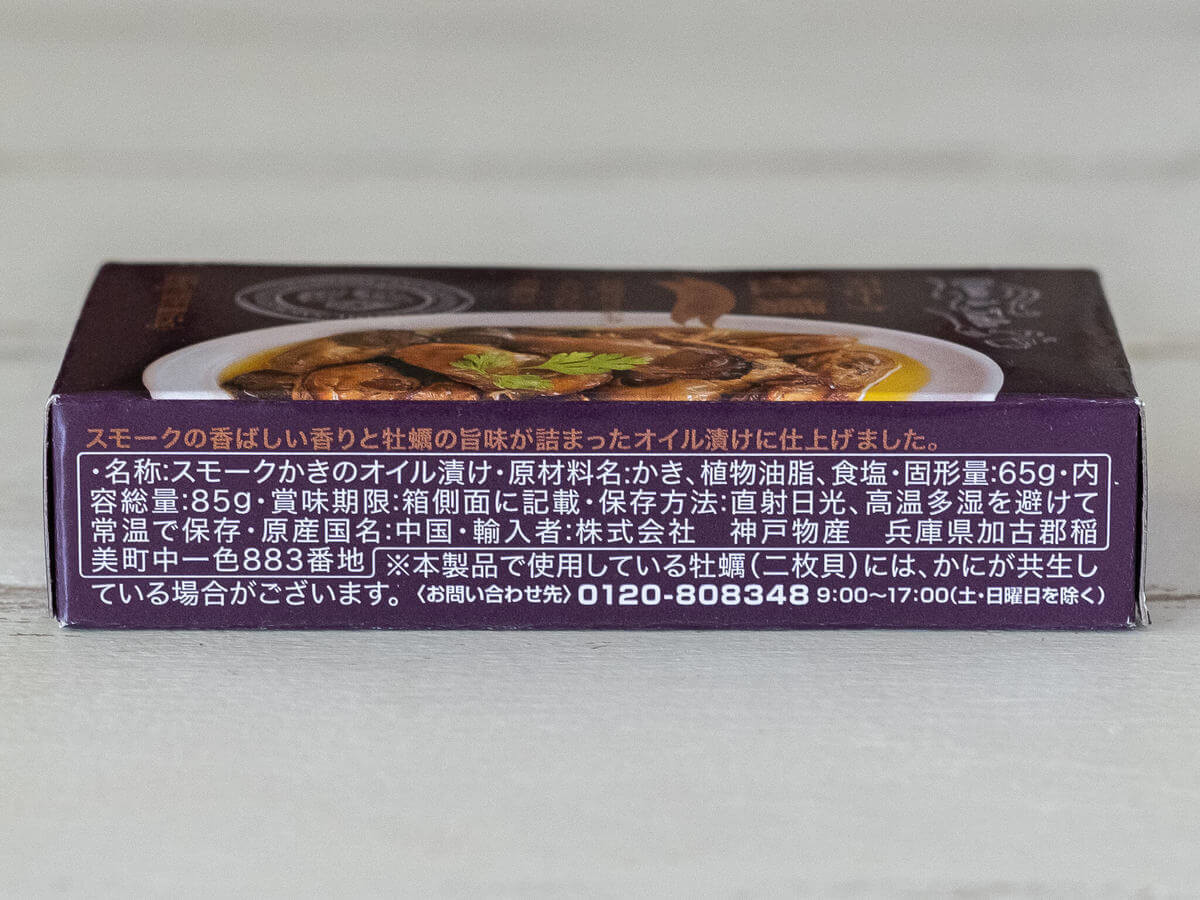 スモークの香ばしい香りと牡蠣の旨味が詰まったオイル漬けに仕上げました。
・名称:スモークかきのオイル漬け・原材料名:かき、植物油脂、食塩・固形量:65g・内
容総量:85g・賞味期限:箱側面に記載・保存方法:直射日光、高温多湿を避けて
常温で保存・原産国名:中国・輸入者:株式会社　神戸物産　兵庫県加古郡稲
美町中一色883番地
※本製品で使用している牡蠣(二枚貝)には、かにが共生し
ている場合がございます。〈お問い合わせ先〉0120-808348 9:00～17:00(土・日曜日を除く)